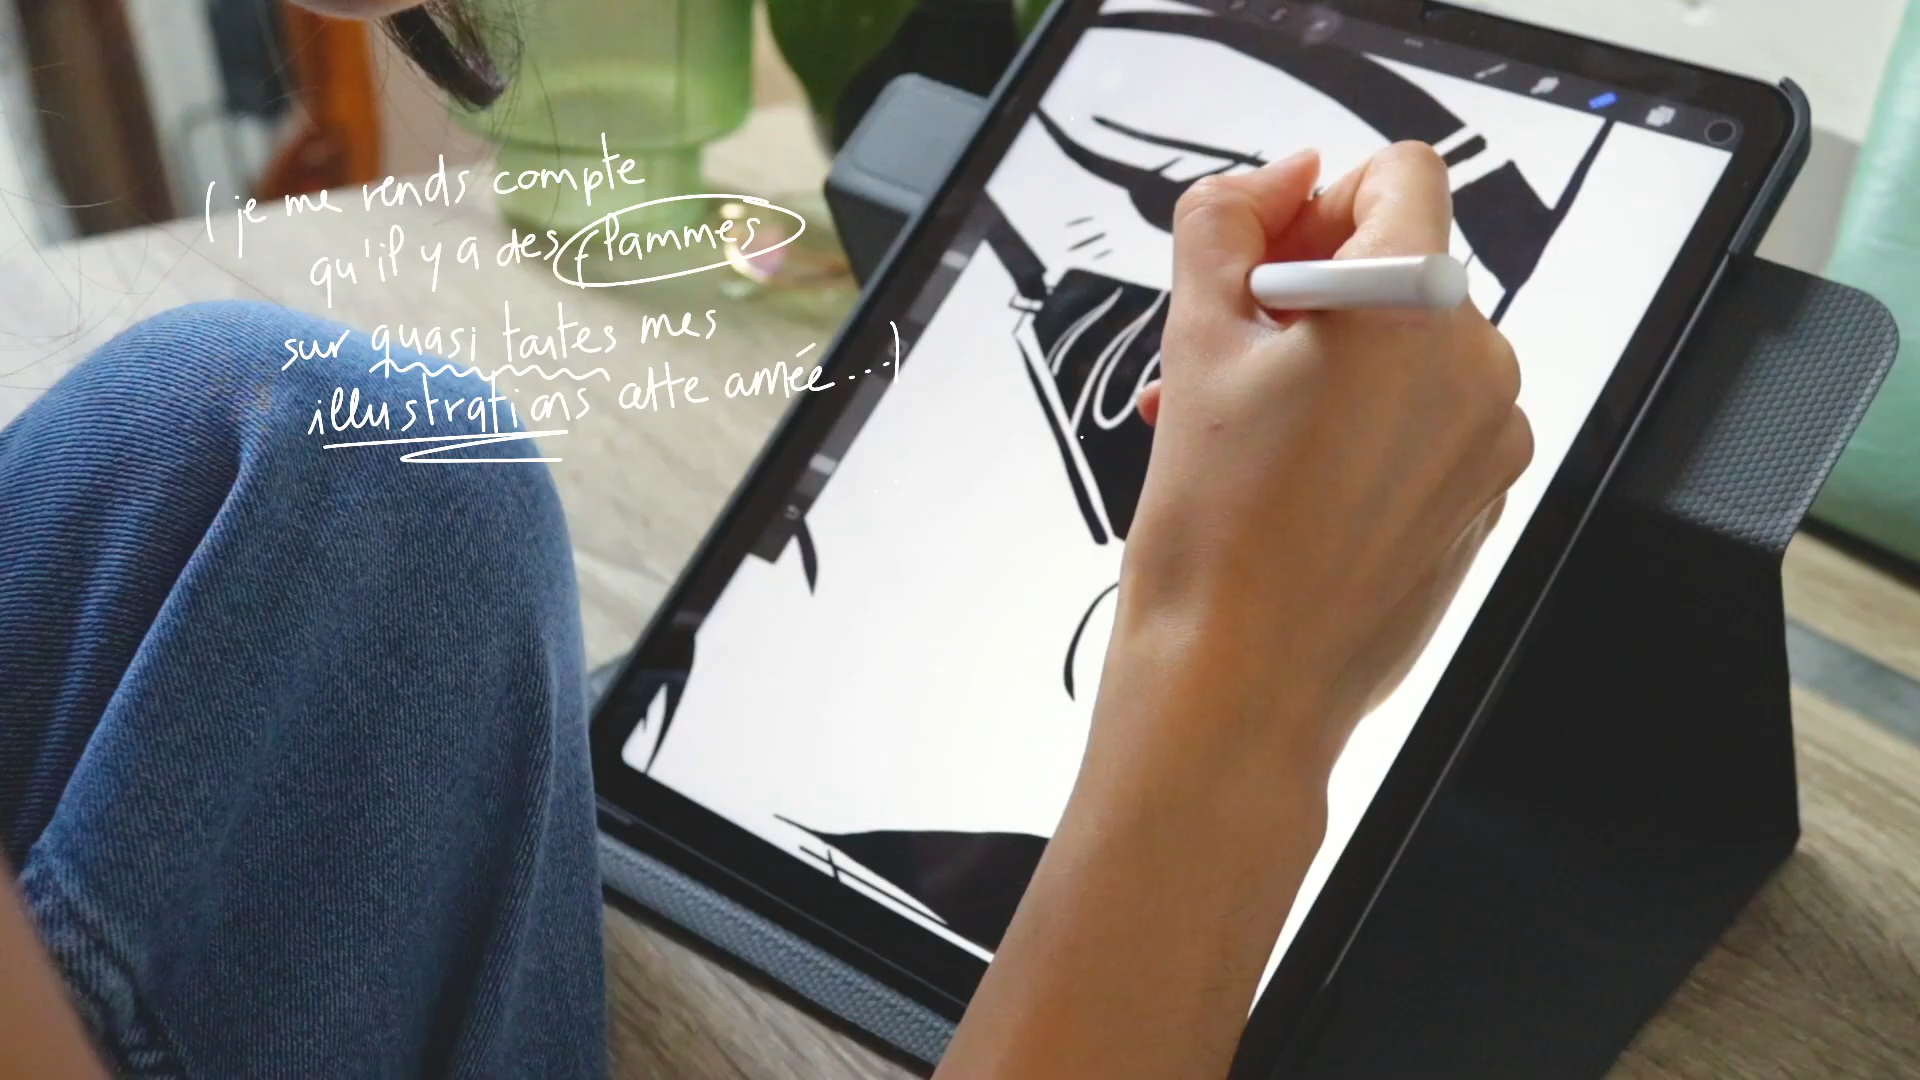 (je me rends compte
qu'il y a des flammes
sur quasi toutes mes
illustrations cette année...)